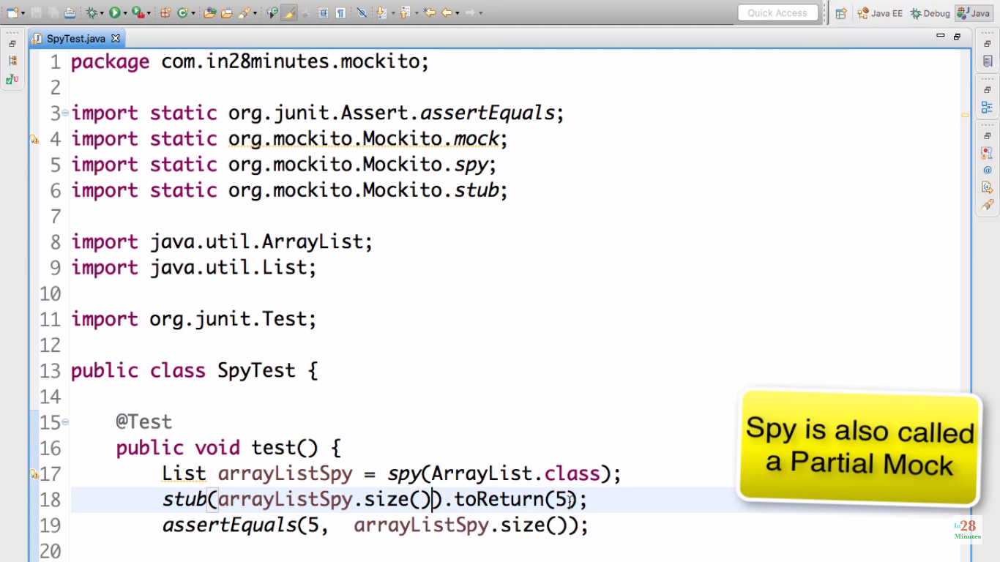 Quick Access
Java EE
Debug
Java
SpyTest.java
1 package com.in28minutes.mockito;
2
3 import static org.junit.Assert.assertEquals;
4 import static org.mockito.Mockito.mock;
5 import static org.mockito.Mockito.spy;
6 import static org.mockito.Mockito.stub;
7
8 import java.util.ArrayList;
9 import java.util.List;
10
11 import org.junit.Test;
12
13 public class SpyTest {
14
15 @Test
16 public void test() {
17 List arrayListSpy = spy(ArrayList.class);
18 stub(arrayListSpy.size()).toReturn(5);
19 assertEquals(5,  arrayListSpy.size());
20
Spy is also called
a Partial Mock
In28
Minutes